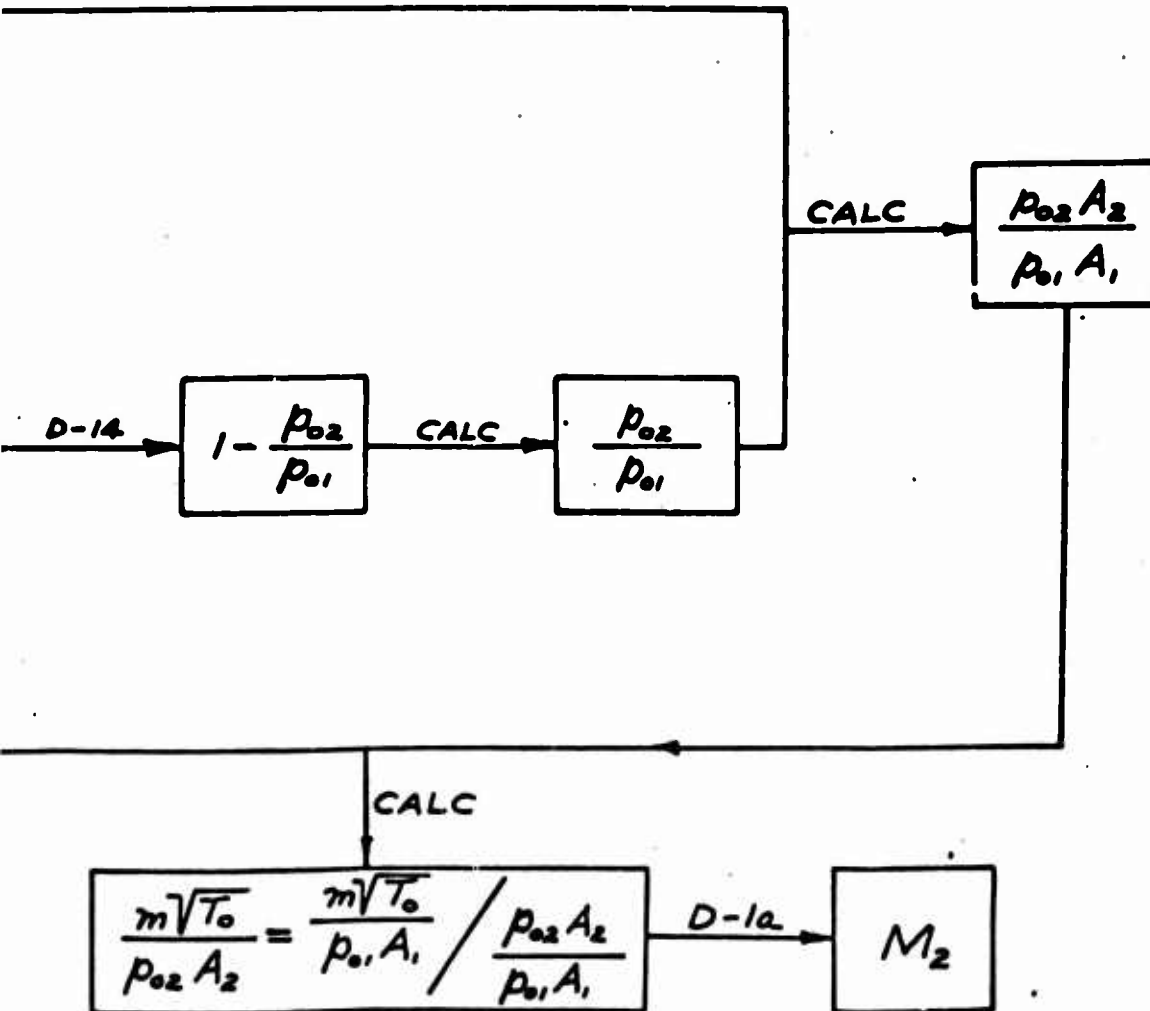 CALC
p₀₂ A₂ / p₀₁ A₁
D-14
1 - p₀₂ / p₀₁
CALC
p₀₂ / p₀₁
CALC
m√T₀ / p₀₂ A₂ = m√T₀ / p₀₁ A₁ / p₀₂ A₂ / p₀₁ A₁
D-1a
M₂